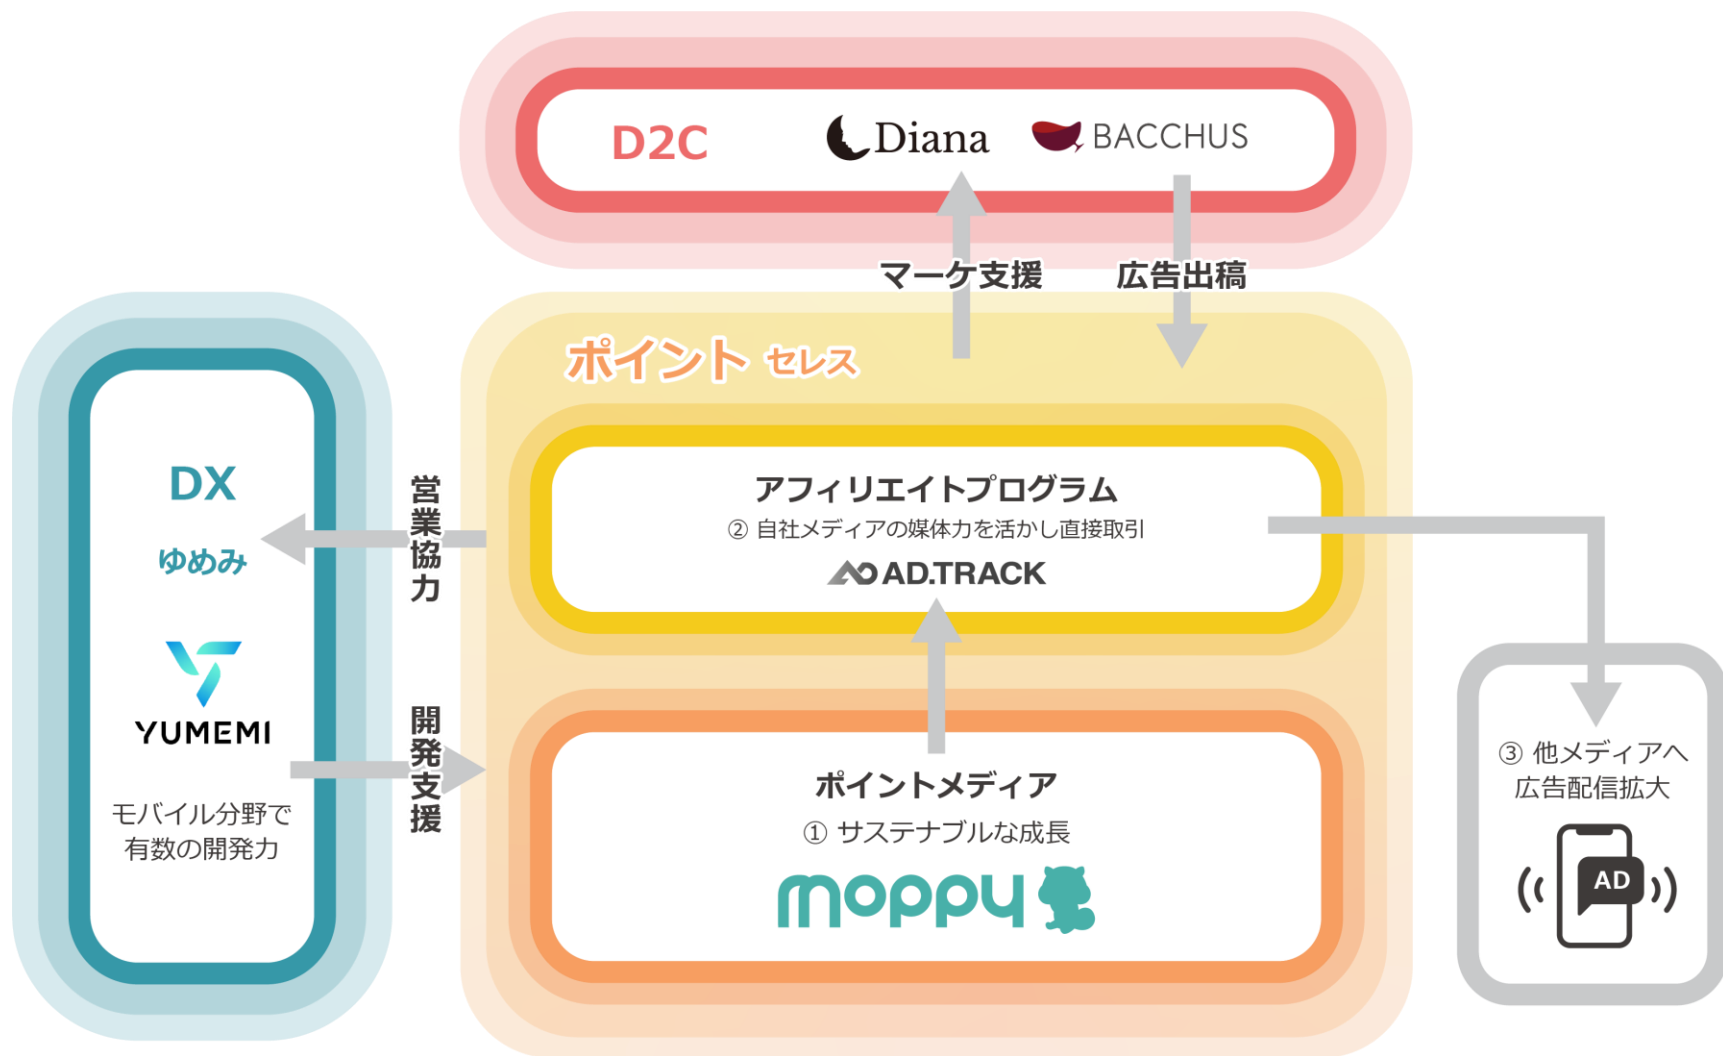 D2C
Diana
BACCHUS
マーケ支援
広告出稿
ポイント セレス
アフィリエイトプログラム
② 自社メディアの媒体力を活かし直接取引
AD.TRACK
ポイントメディア
① サステナブルな成長
moppy
DX
ゆめみ
YUMEMI
モバイル分野で
有数の開発力
営業協力
開発支援
③ 他メディアへ
広告配信拡大
AD